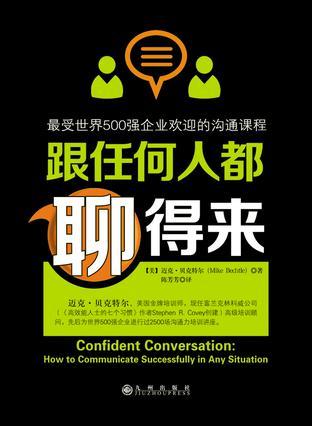 最受世界500强企业欢迎的沟通课程
跟任何人都
聊得来
【美】迈克·贝克特尔（Mike Bechtle）◎著
陈芳芳◎译
迈克·贝克特尔，美国金牌培训师，现任富兰克林科威公司
（《高效能人士的七个习惯》作者Stephen R. Covey创建）高级培训顾
问，先后为世界500强企业进行过2500场沟通力培训讲座。
Confident Conversation:
How to Communicate Successfully in Any Situation
九州出版社
JIUZHOUPRESS